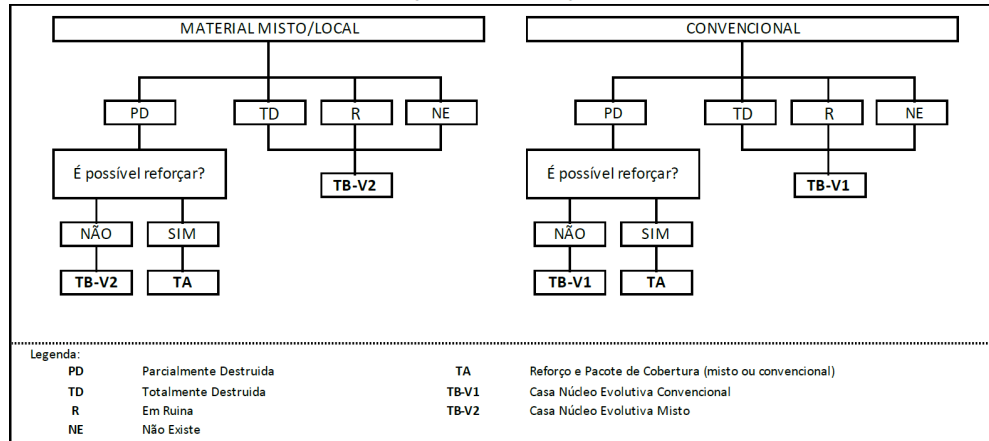 MATERIAL MISTO/LOCAL
CONVENCIONAL
PD TD R NE
PD TD R NE
É possível reforçar?
TB-V2
É possível reforçar?
TB-V1
NÃO SIM
NÃO SIM
TB-V2 TA
TB-V1 TA
Legenda:
PD Parcialmente Destruida TA Reforço e Pacote de Cobertura (misto ou convencional)
TD Totalmente Destruida TB-V1 Casa Núcleo Evolutiva Convencional
R Em Ruina TB-V2 Casa Núcleo Evolutiva Misto
NE Não Existe